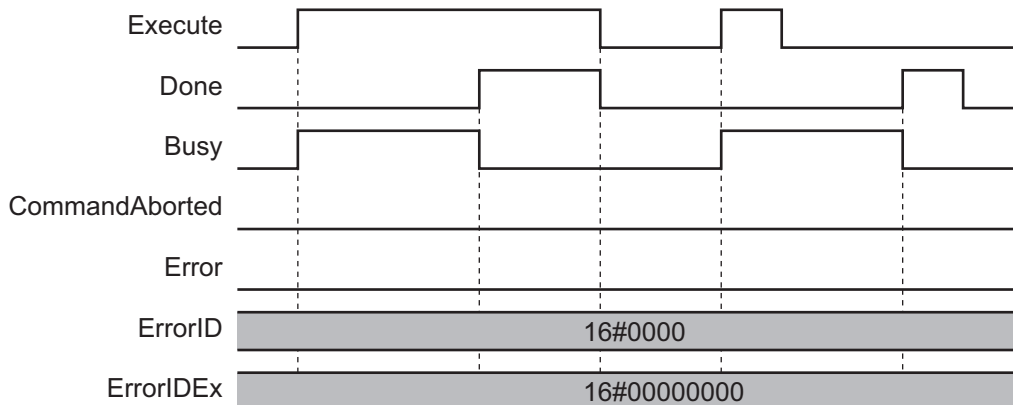 Execute
Done
Busy
CommandAborted
Error
ErrorID
16#0000
ErrorIDEx
16#00000000